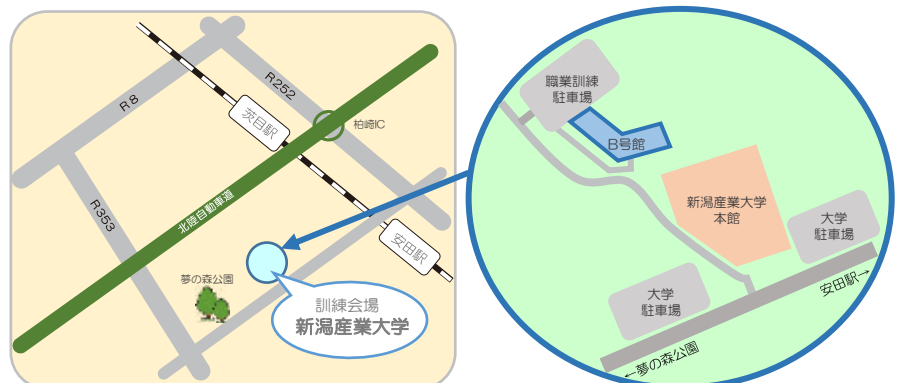 R8
R252
茨目駅
柏崎IC
R353
北陸自動車道
安田駅
夢の森公園
訓練会場
新潟産業大学
職業訓練
駐車場
B号館
新潟産業大学
本館
大学
駐車場
大学
駐車場
安田駅→
←夢の森公園